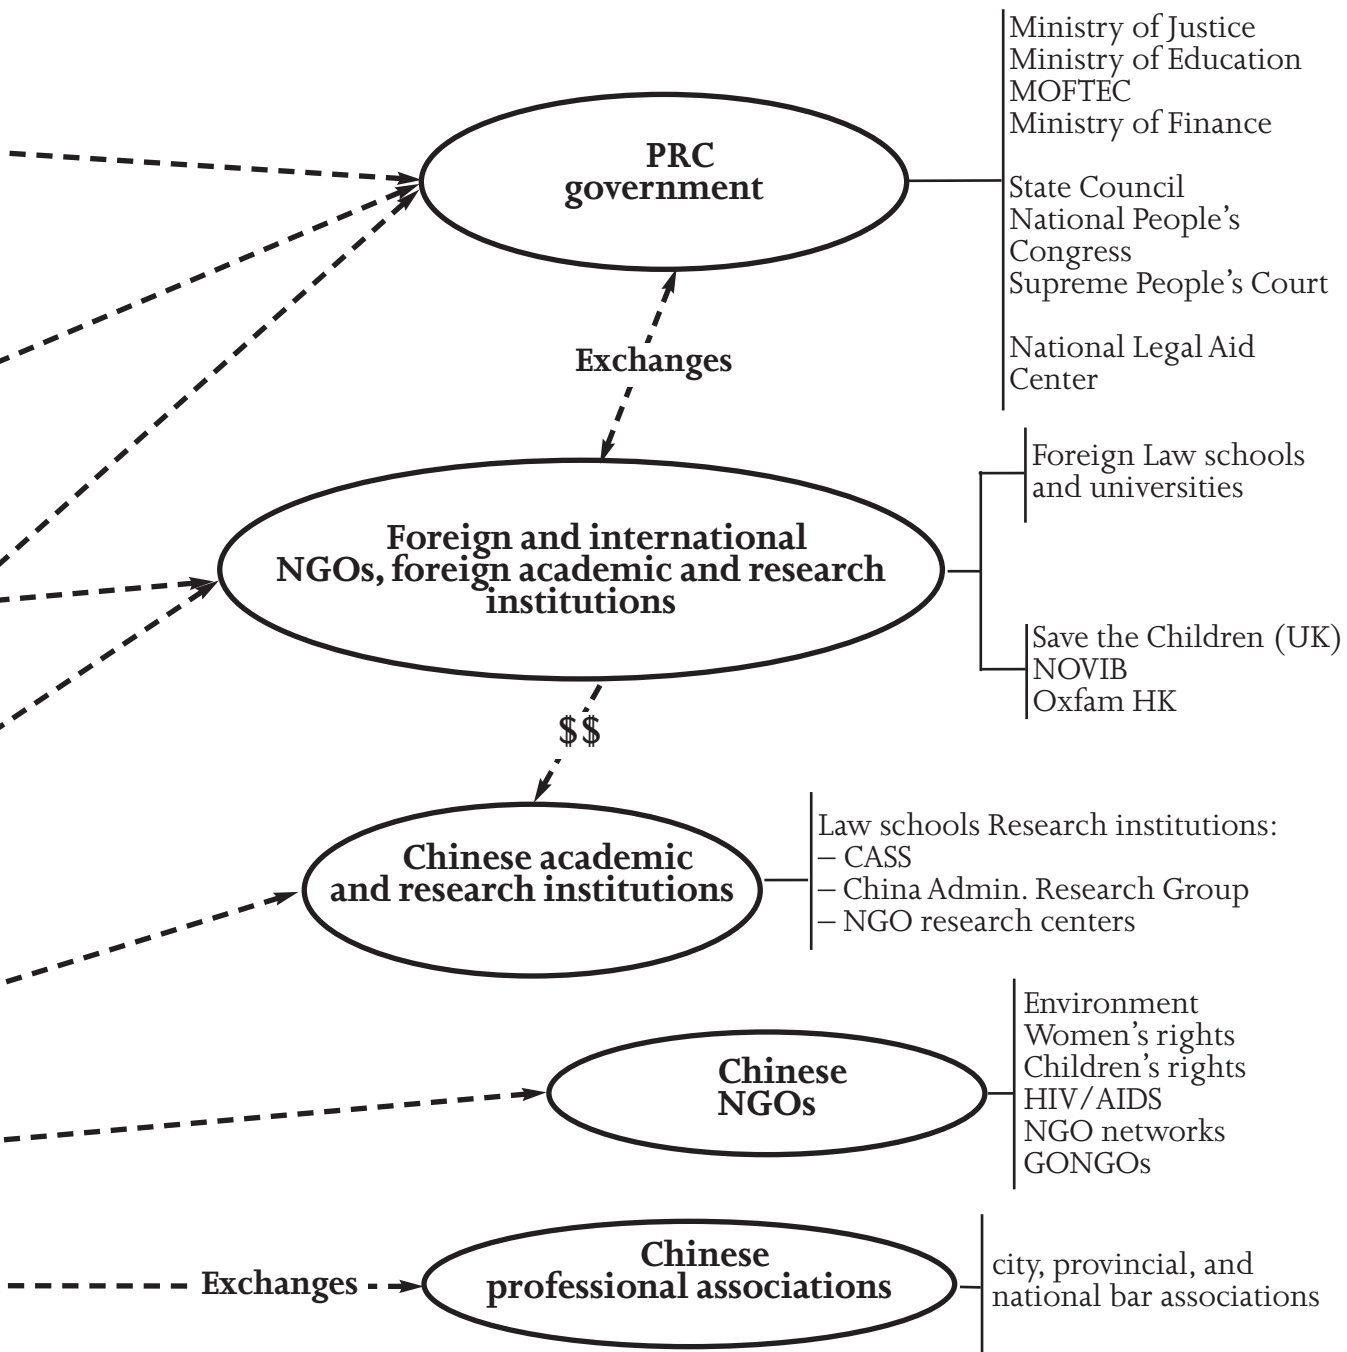 Ministry of Justice
Ministry of Education
MOFTEC
Ministry of Finance
PRC
government
State Council
National People's
Congress
Supreme People's Court
National Legal Aid
Center
Exchanges
Foreign Law schools
and universities
Foreign and international
NGOs, foreign academic and research
institutions
Save the Children (UK)
NOVIB
Oxfam HK
$$
Chinese academic
and research institutions
Law schools Research institutions:
– CASS
– China Admin. Research Group
– NGO research centers
Chinese
NGOs
Environment
Women's rights
Children's rights
HIV/AIDS
NGO networks
GONGOs
Exchanges
Chinese
professional associations
city, provincial, and
national bar associations